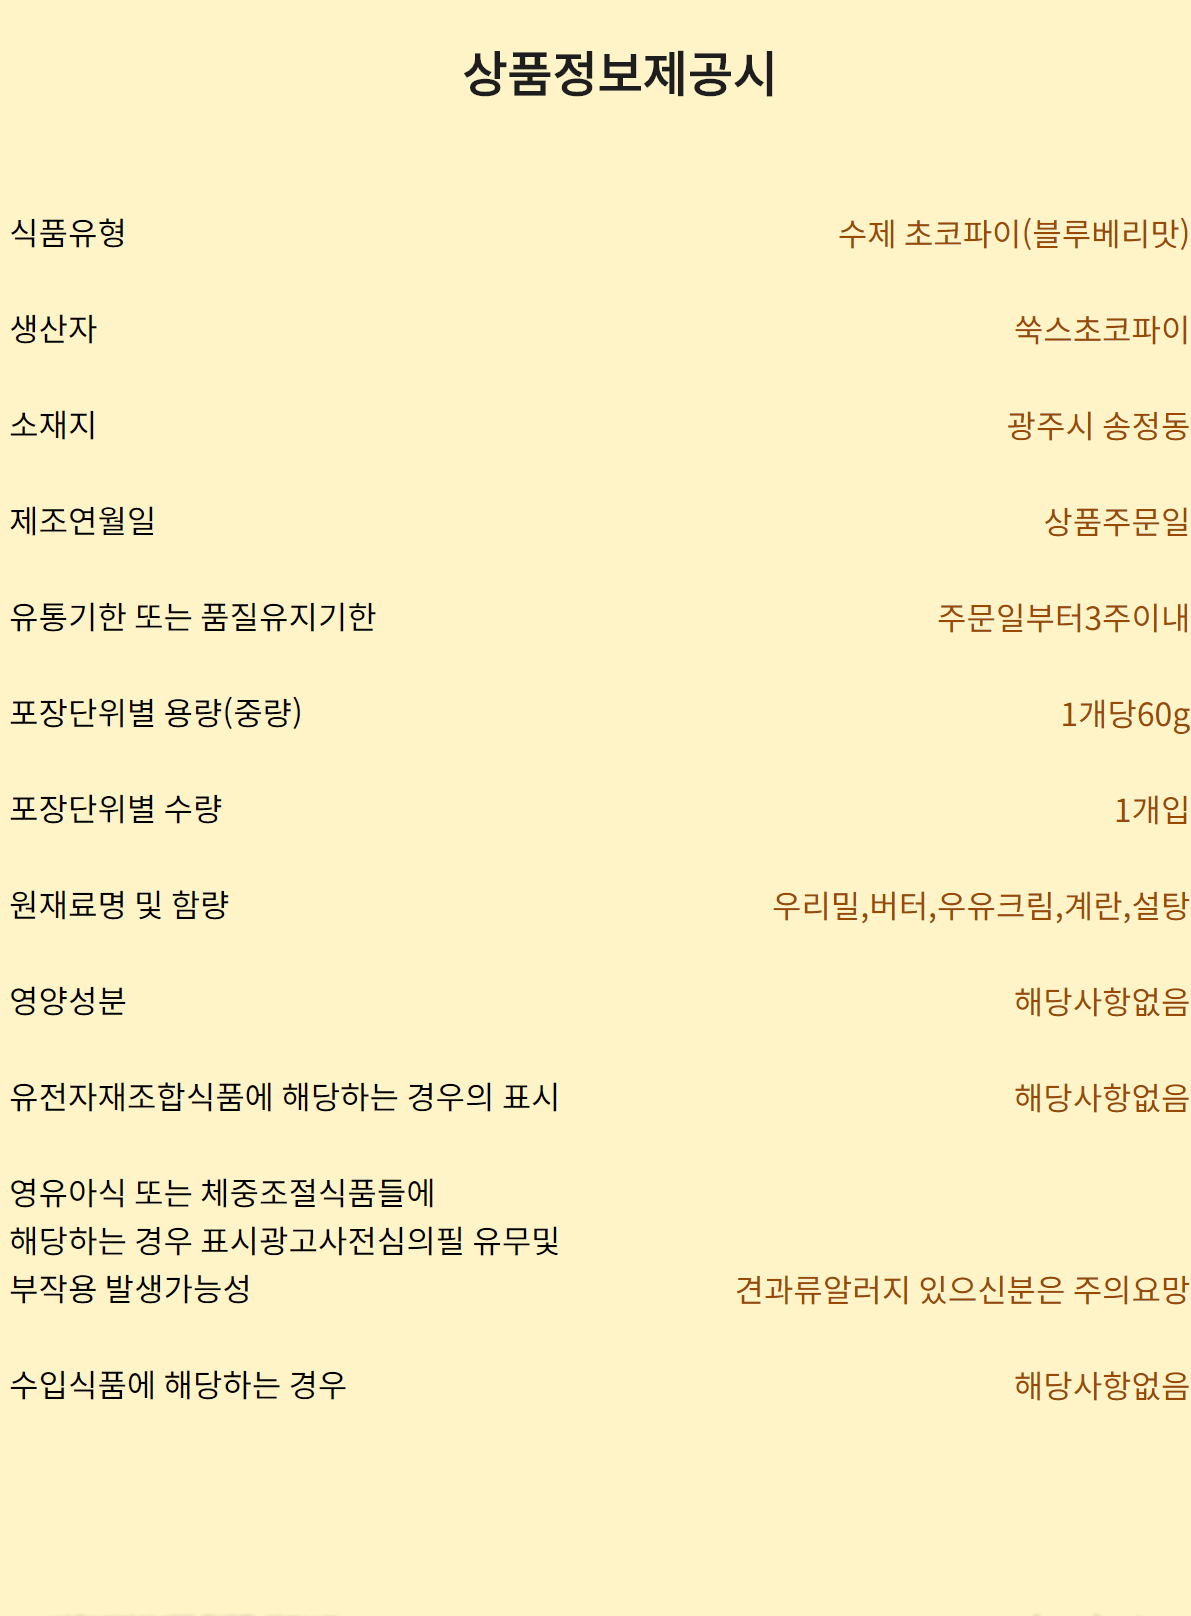 상품정보제공시
식품유형 수제 초코파이(블루베리맛)
생산자 쑥스초코파이
소재지 광주시 송정동
제조연월일 상품주문일
유통기한 또는 품질유지기한 주문일부터3주이내
포장단위별 용량(중량) 1개당60g
포장단위별 수량 1개입
원재료명 및 함량 우리밀,버터,우유크림,계란,설탕
영양성분 해당사항없음
유전자재조합식품에 해당하는 경우의 표시 해당사항없음
영유아식 또는 체중조절식품들에
해당하는 경우 표시광고사전심의필 유무및
부작용 발생가능성 견과류알러지 있으신분은 주의요망
수입식품에 해당하는 경우 해당사항없음